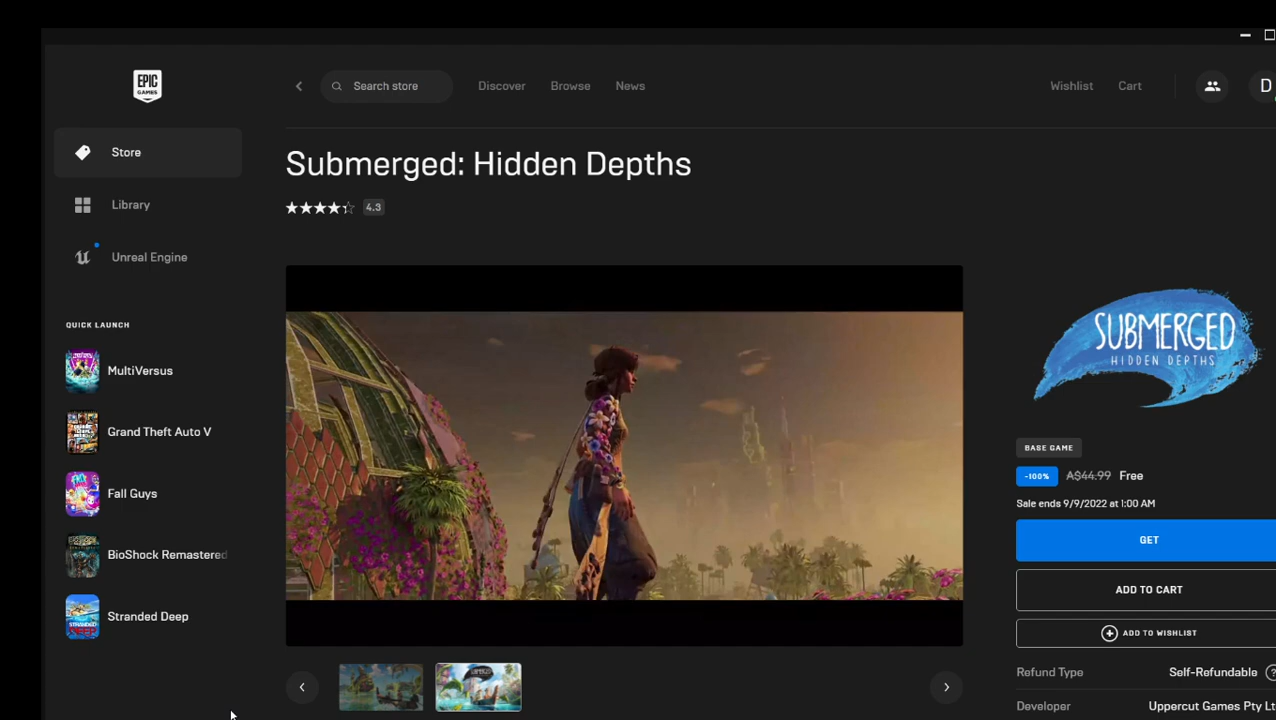 EPIC
GAMES
Search store
Discover
Browse
News
Wishlist
Cart
D
Store
Library
Unreal Engine
QUICK LAUNCH
MultiVersus
Grand Theft Auto V
Fall Guys
BioShock Remastered
Stranded Deep
Submerged: Hidden Depths
4.3
SUBMERGED
HIDDEN DEPTHS
BASE GAME
-100% A$44.99 Free
Sale ends 9/9/2022 at 1:00 AM
GET
ADD TO CART
ADD TO WISHLIST
Refund Type Self-Refundable
Developer Uppercut Games Pty Lt